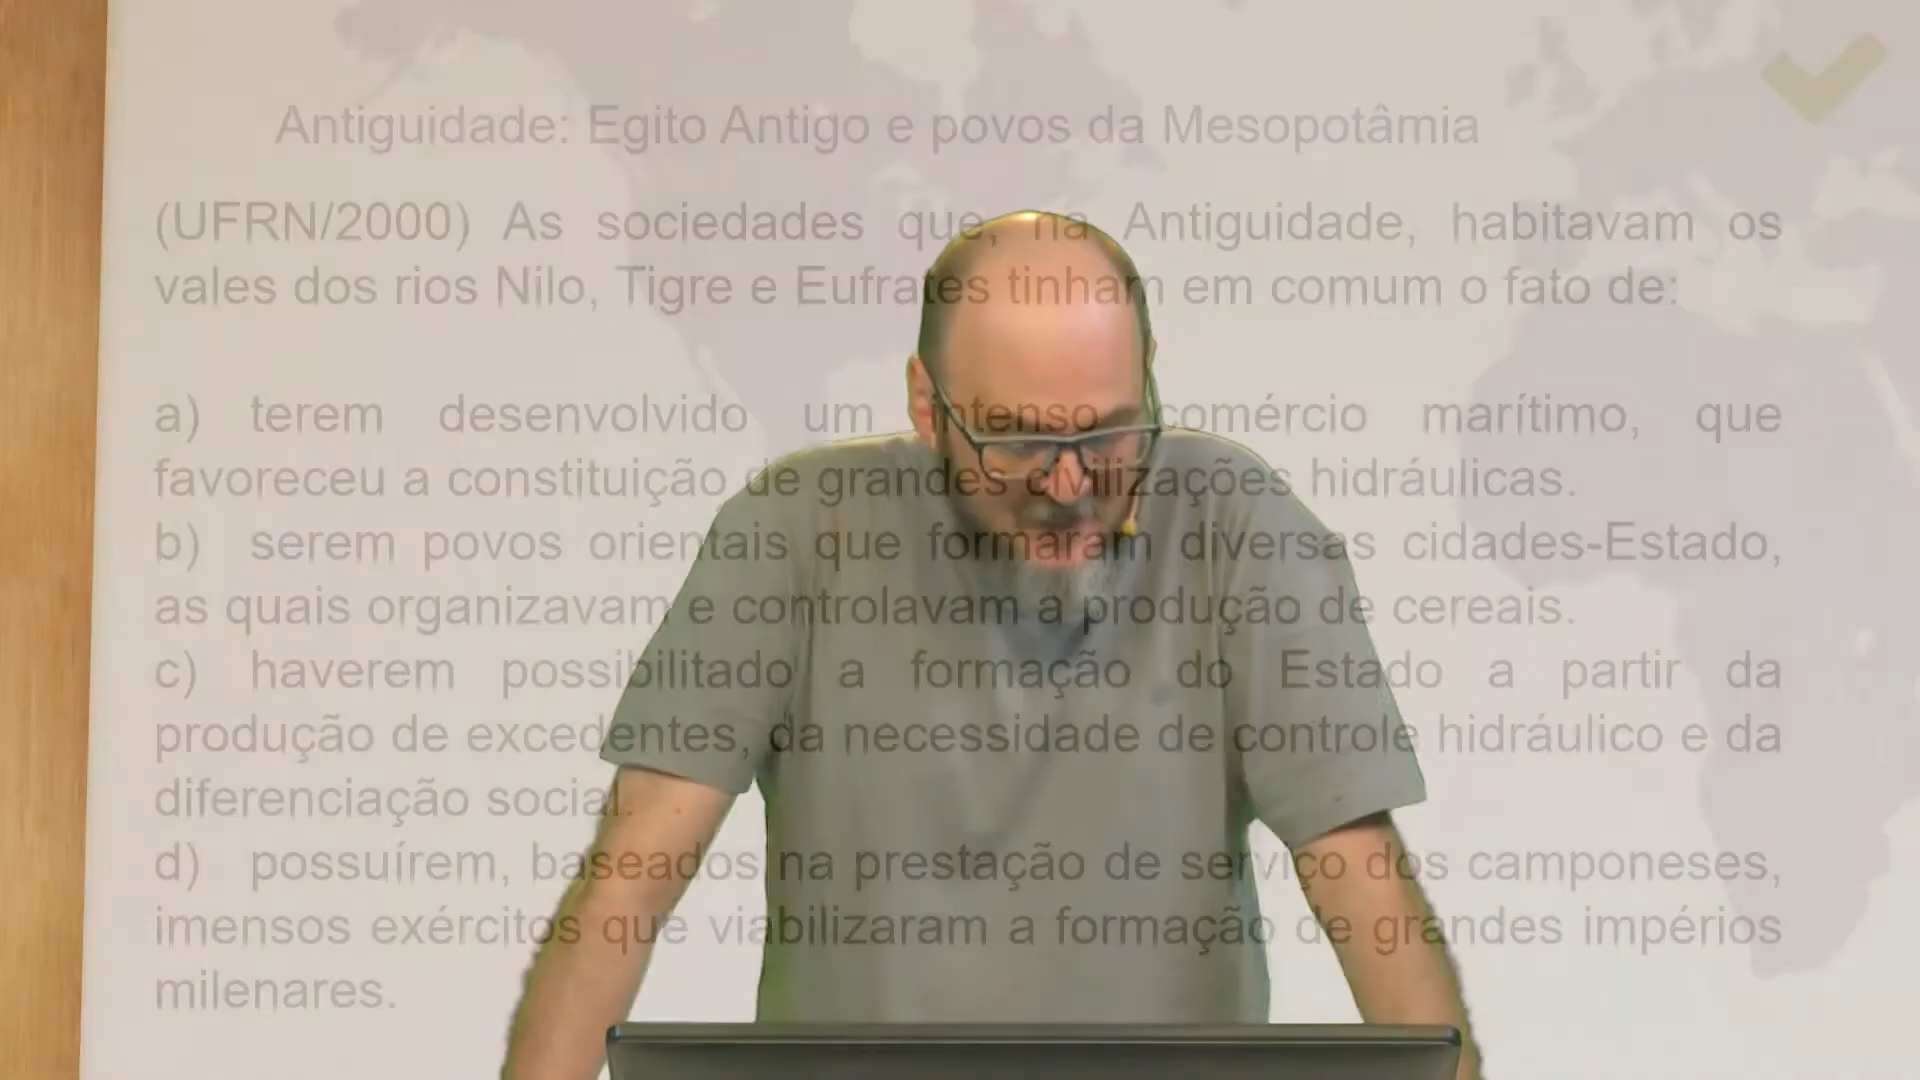 Antiguidade: Egito Antigo e povos da Mesopotâmia
(UFRN/2000) As sociedades que, na Antiguidade, habitavam os
vales dos rios Nilo, Tigre e Eufrates tinham em comum o fato de:
a) terem desenvolvido um intenso comércio marítimo, que
favoreceu a constituição de grandes civilizações hidráulicas.
b) serem povos orientais que formaram diversas cidades-Estado,
as quais organizavam e controlavam a produção de cereais.
c) haverem possibilitado a formação do Estado a partir da
produção de excedentes, da necessidade de controle hidráulico e da
diferenciação social.
d) possuírem, baseados na prestação de serviço dos camponeses,
imensos exércitos que viabilizaram a formação de grandes impérios
milenares.